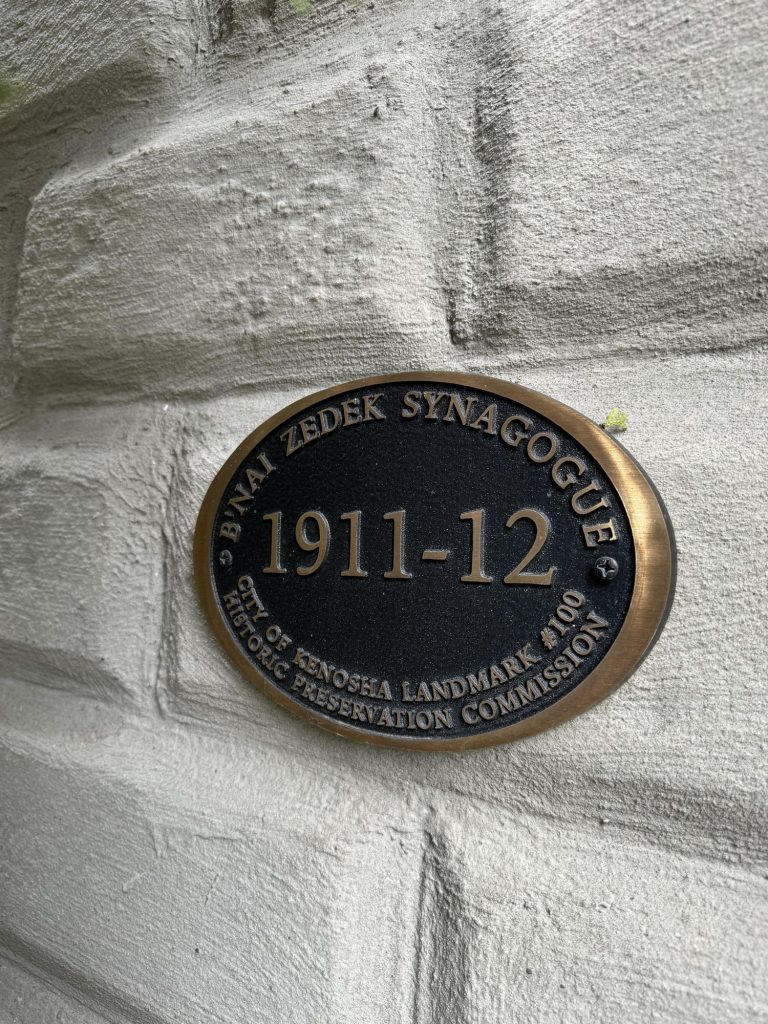 B'NAI ZEDEK SYNAGOGUE
1911-12
CITY OF KENOSHA LANDMARK #100
HISTORIC PRESERVATION COMMISSION